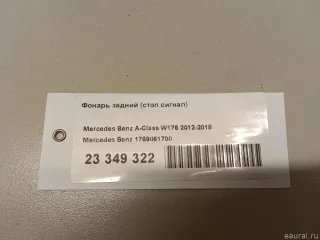 Фонарь задний (стоп сигнал)
Mercedes Benz A-Class W176 2012-2018
Mercedes Benz 1769061700
23 349 322
eaural.ru